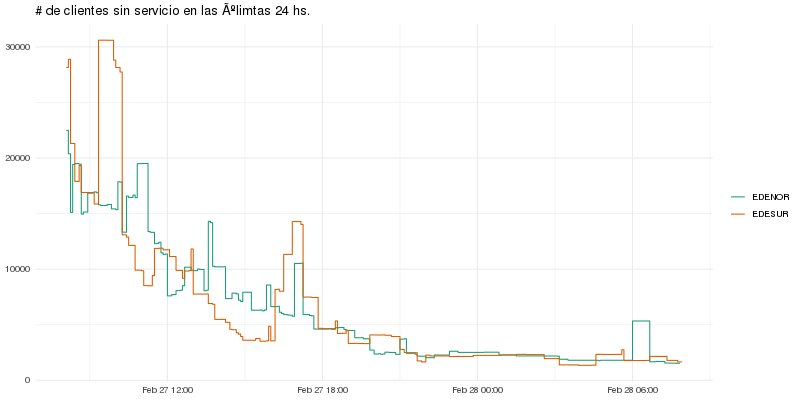 # de clientes sin servicio en las Ãºlimtas 24 hs.
30000
20000
10000
0
Feb 27 12:00
Feb 27 18:00
Feb 28 00:00
Feb 28 06:00
EDENOR
EDESUR